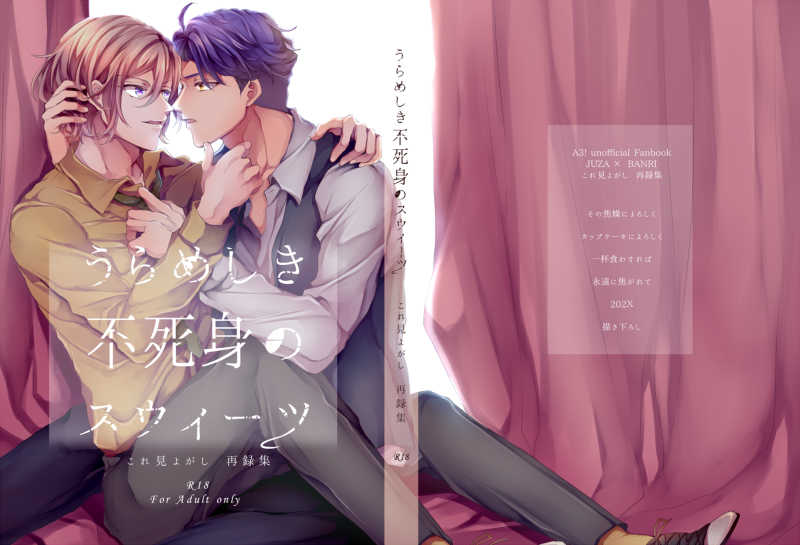 うらめしき
不死身の
スウィーツ
これ見よがし 再録集
R18
For Adult only
うらめしき不死身のスウィーツ
これ見よがし 再録集
R18
A3! unofficial Fanbook
JUZA × BANRI
これ見よがし 再録集
その焦燥によろしく
カップケーキによろしく
一杯食わすれば
永遠に焦がれて
202X
描き下ろし